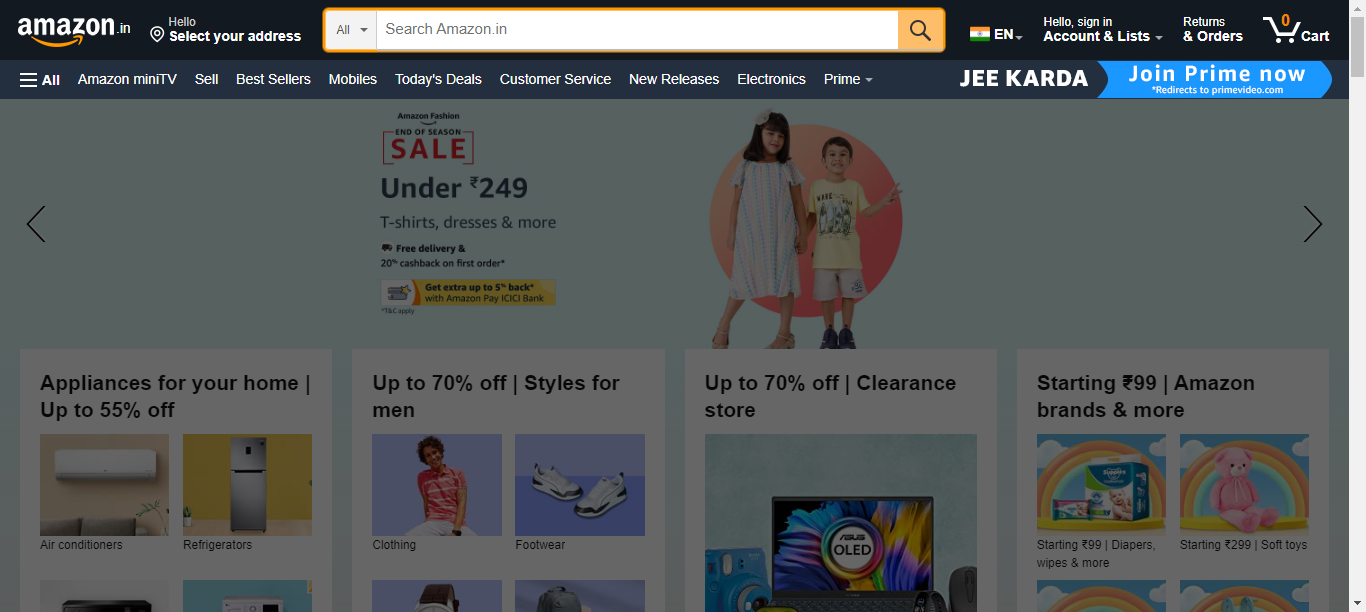 amazon.in
Hello
Select your address
All
Search Amazon.in
EN
Hello, sign in
Account & Lists
Returns
& Orders
0
Cart
All
Amazon miniTV
Sell
Best Sellers
Mobiles
Today's Deals
Customer Service
New Releases
Electronics
Prime
JEE KARDA
Join Prime now
*Redirects to primevideo.com
Amazon Fashion
END OF SEASON
SALE
Under ₹249
T-shirts, dresses & more
Free delivery &
20% cashback on first order*
Get extra up to 5% back*
with Amazon Pay ICICI Bank
*T&C apply
Appliances for your home |
Up to 55% off
Air conditioners
Refrigerators
Up to 70% off | Styles for
men
Clothing
Footwear
Up to 70% off | Clearance
store
ASUS
OLED
Starting ₹99 | Amazon
brands & more
Starting ₹99 | Diapers,
wipes & more
Starting ₹299 | Soft toys